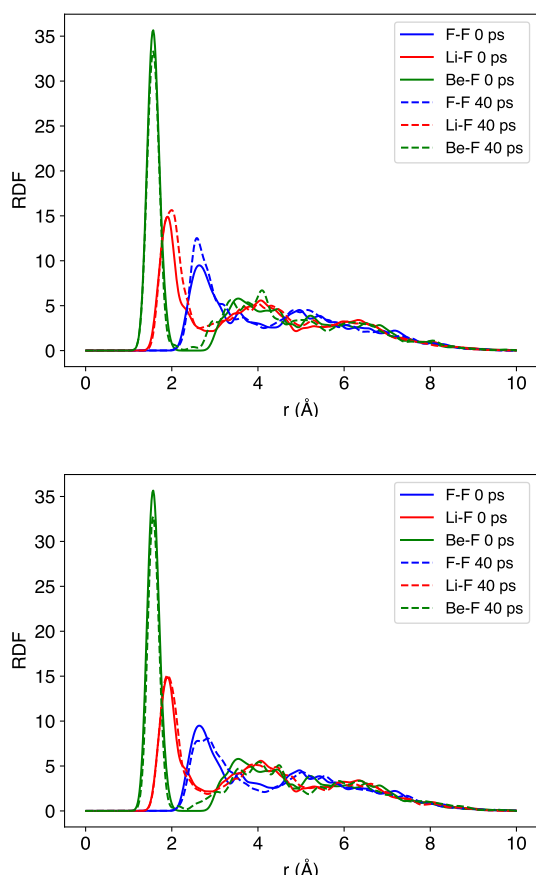 35
30
25
20
15
10
5
0
RDF
F-F 0 ps
Li-F 0 ps
Be-F 0 ps
F-F 40 ps
Li-F 40 ps
Be-F 40 ps
0 2 4 6 8 10
r (Å)
35
30
25
20
15
10
5
0
RDF
F-F 0 ps
Li-F 0 ps
Be-F 0 ps
F-F 40 ps
Li-F 40 ps
Be-F 40 ps
0 2 4 6 8 10
r (Å)